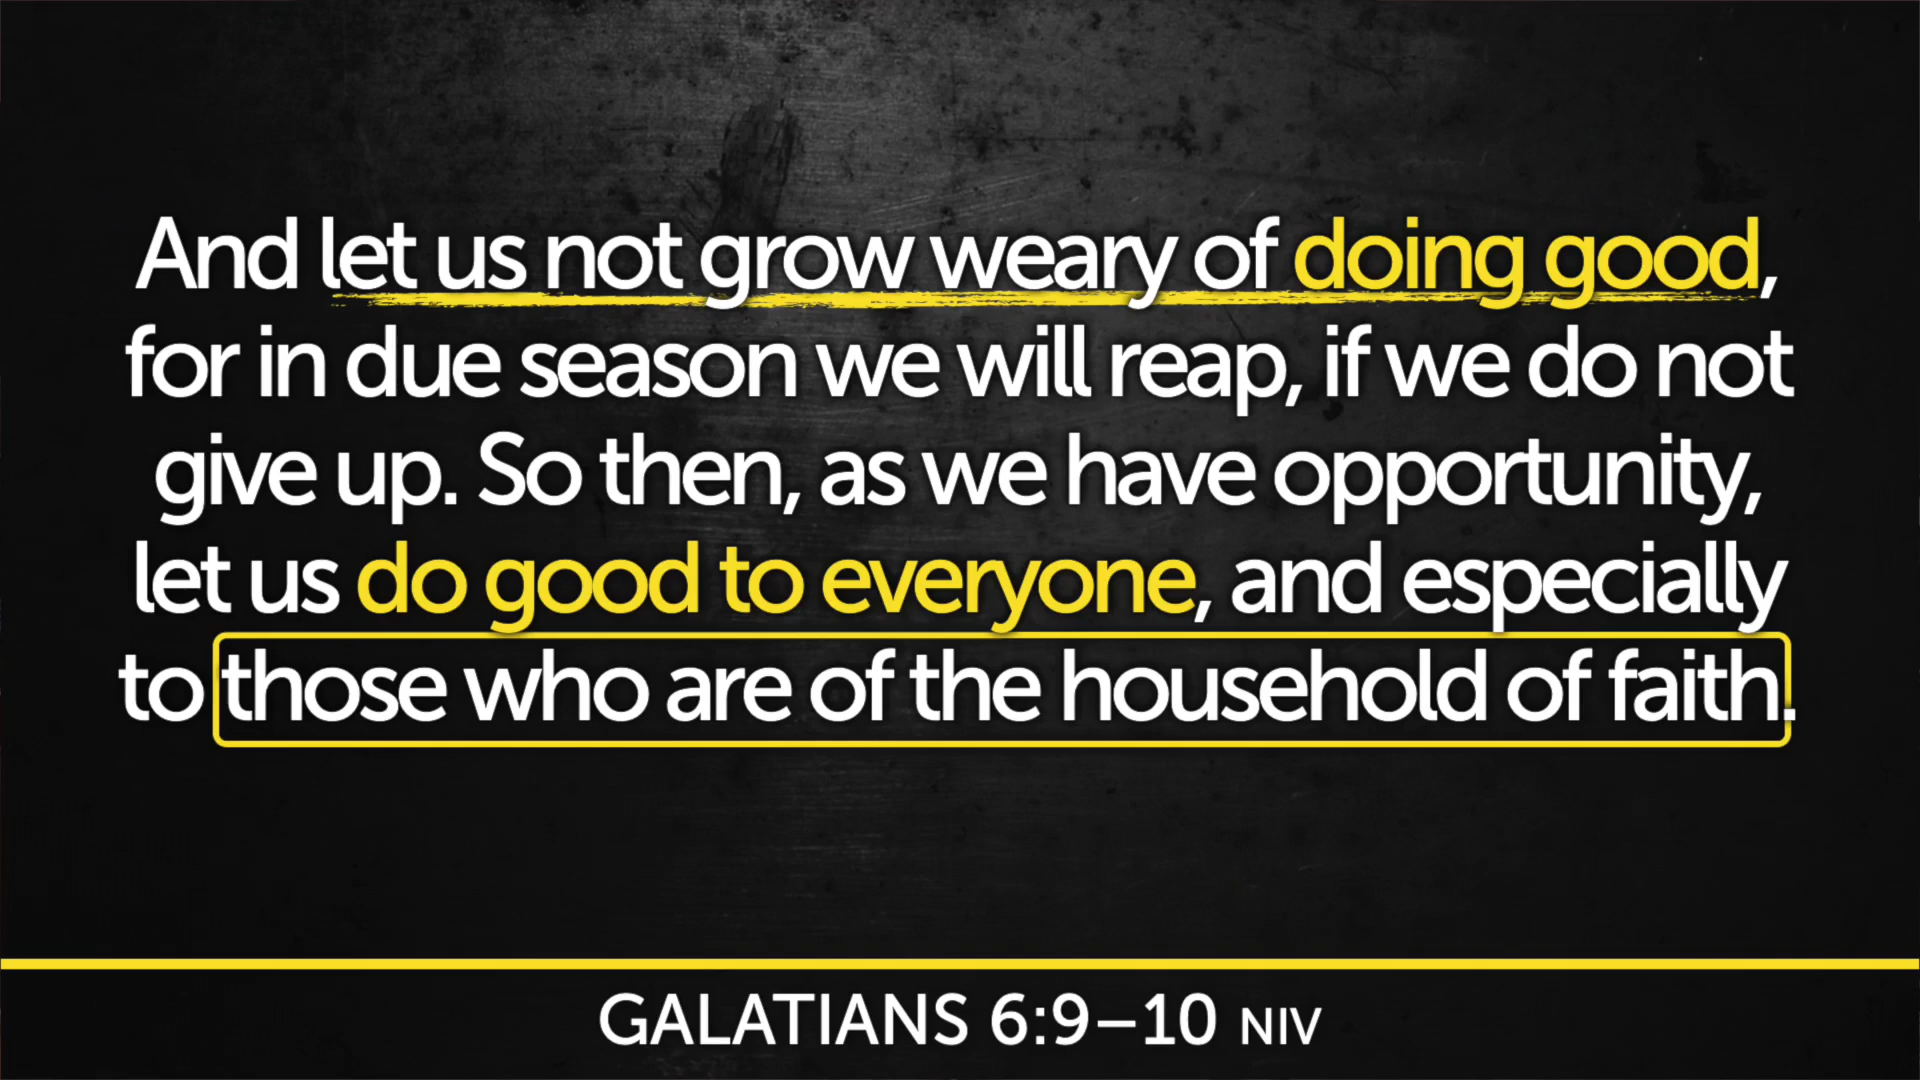 And let us not grow weary of doing good,
for in due season we will reap, if we do not
give up. So then, as we have opportunity,
let us do good to everyone, and especially
to those who are of the household of faith.
GALATIANS 6:9–10 NIV